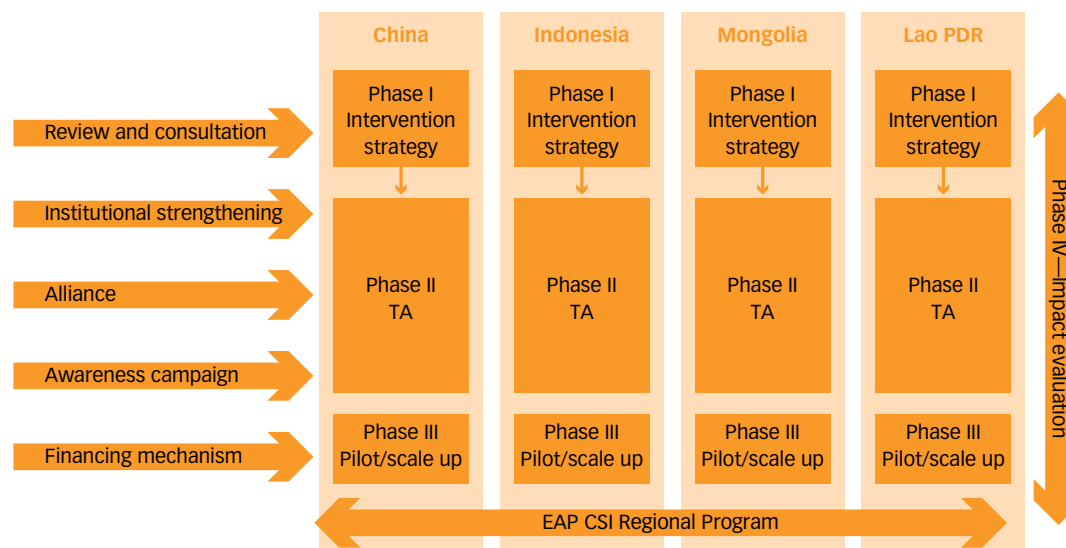 China
Indonesia
Mongolia
Lao PDR
Review and consultation
Phase I
Intervention
strategy
Phase I
Intervention
strategy
Phase I
Intervention
strategy
Phase I
Intervention
strategy
Institutional strengthening
Alliance
Awareness campaign
Phase II
TA
Phase II
TA
Phase II
TA
Phase II
TA
Financing mechanism
Phase III
Pilot/scale up
Phase III
Pilot/scale up
Phase III
Pilot/scale up
Phase III
Pilot/scale up
Phase IV—Impact evaluation
EAP CSI Regional Program